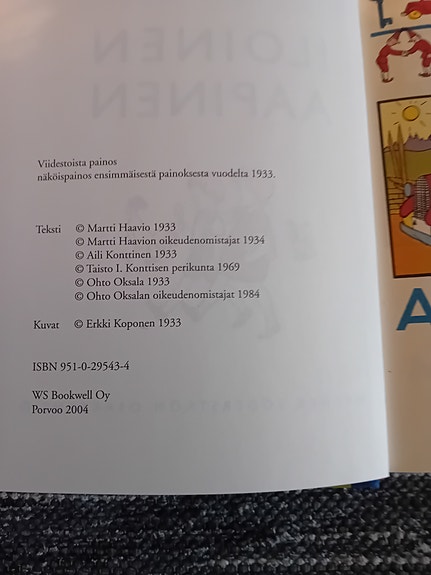 Viidestoista painos
näköispainos ensimmäisestä painoksesta vuodelta 1933.
Teksti © Martti Haavio 1933
© Martti Haavion oikeudenomistajat 1934
© Aili Konttinen 1933
© Taisto I. Konttisen perikunta 1969
© Ohto Oksala 1933
© Ohto Oksalan oikeudenomistajat 1984
Kuvat © Erkki Koponen 1933
ISBN 951-0-29543-4
WS Bookwell Oy
Porvoo 2004
A